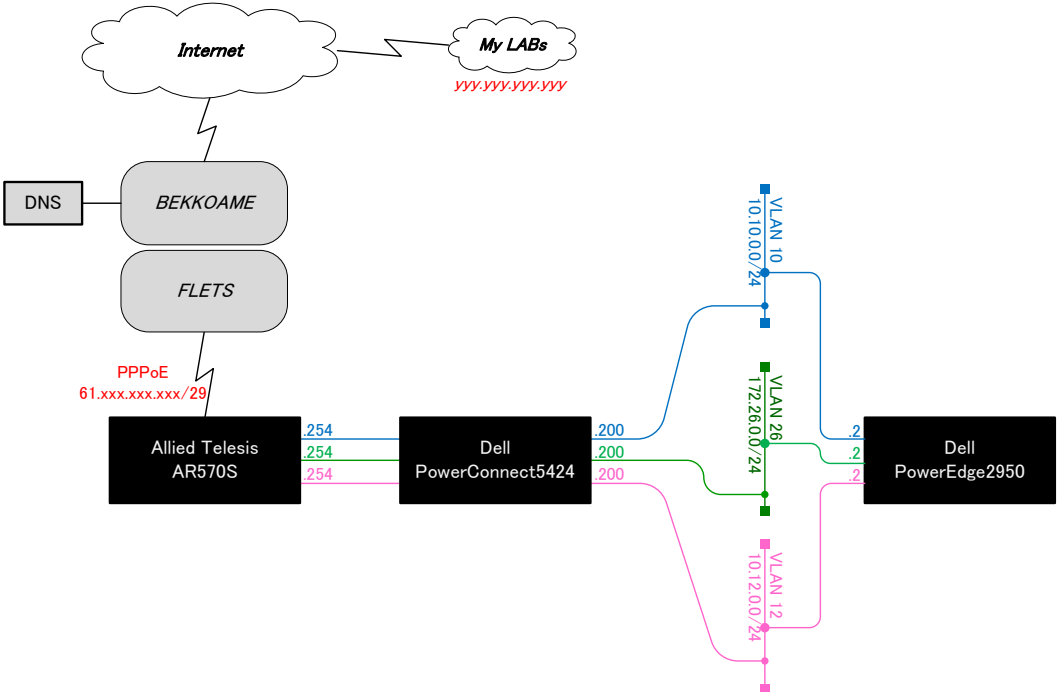 Internet
My LABs
yyy.yyy.yyy.yyy
DNS
BEKKOAME
FLETS
PPPoE
61.xxx.xxx.xxx/29
Allied Telesis
AR570S
.254
.254
.254
Dell
PowerConnect5424
.200
.200
.200
VLAN 10
10.10.0.0/24
VLAN 26
172.26.0.0/24
VLAN 12
10.12.0.0/24
.2
.2
.2
Dell
PowerEdge2950